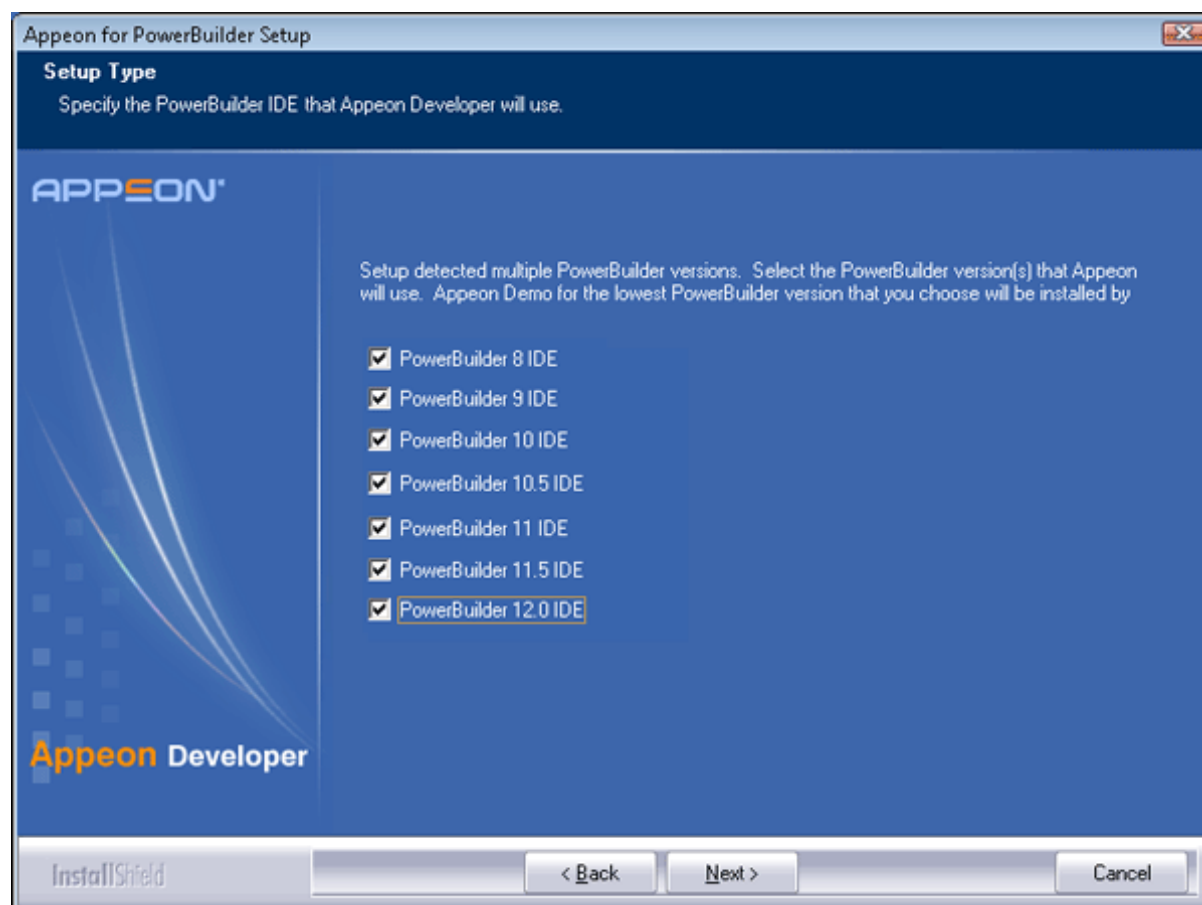 Appeon for PowerBuilder Setup
Setup Type
Specify the PowerBuilder IDE that Appeon Developer will use.
APPEON
Setup detected multiple PowerBuilder versions. Select the PowerBuilder version(s) that Appeon
will use. Appeon Demo for the lowest PowerBuilder version that you choose will be installed by
PowerBuilder 8 IDE
PowerBuilder 9 IDE
PowerBuilder 10 IDE
PowerBuilder 10.5 IDE
PowerBuilder 11 IDE
PowerBuilder 11.5 IDE
PowerBuilder 12.0 IDE
Appeon Developer
InstallShield
< Back
Next >
Cancel